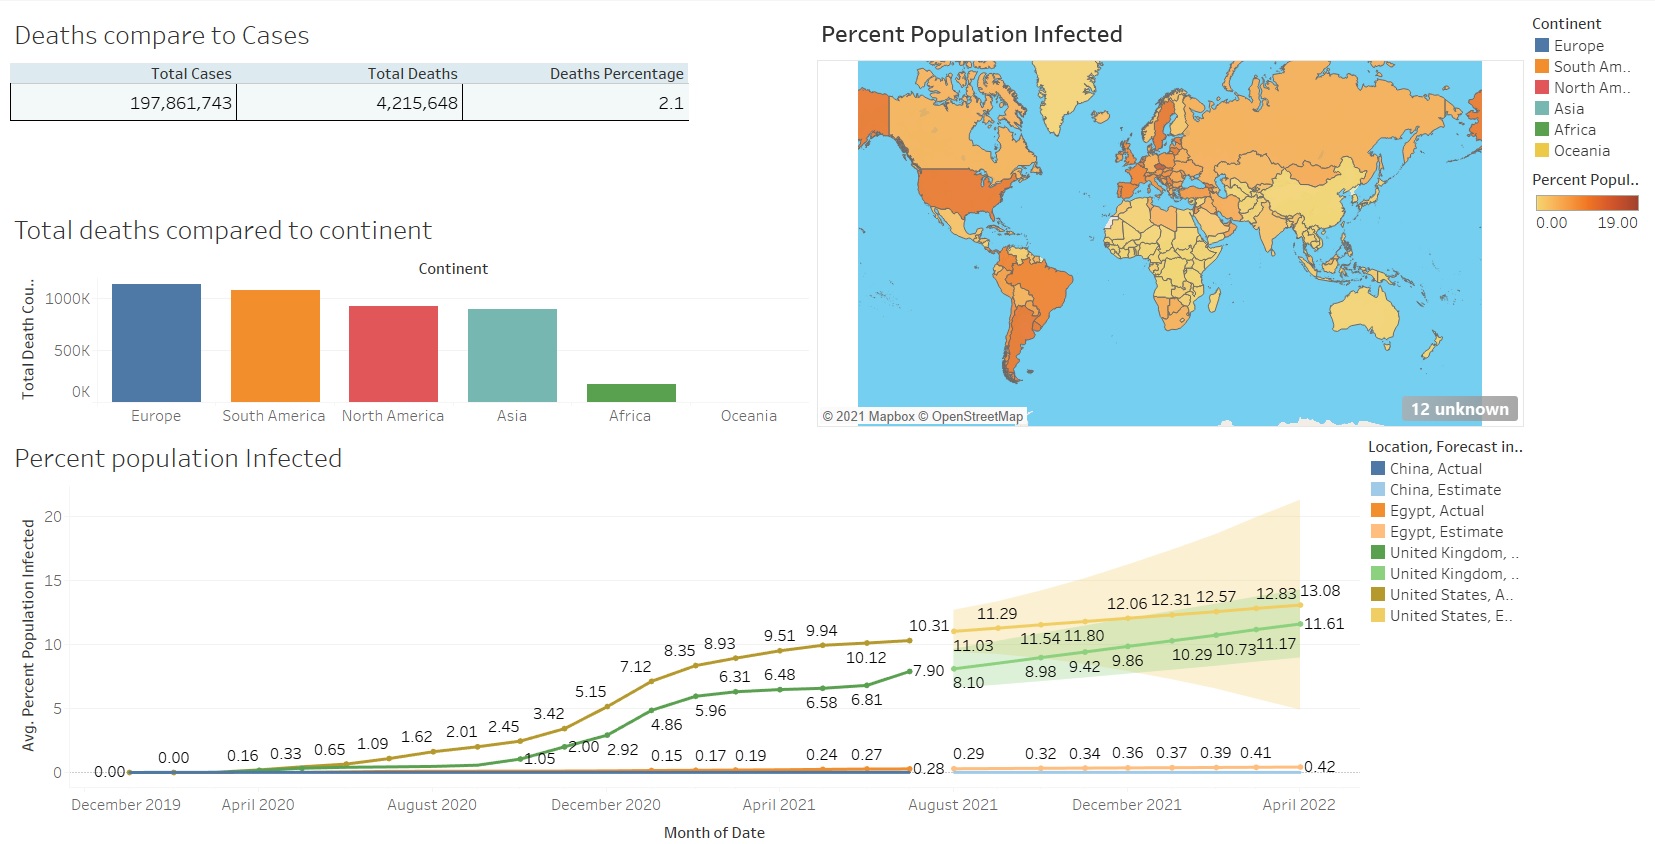 Deaths compare to Cases
Total Cases Total Deaths Deaths Percentage
197,861,743 4,215,648 2.1
Total deaths compared to continent
Continent
Total Death Cou..
1000K
500K
0K
Europe South America North America Asia Africa Oceania
Percent Population Infected
© 2021 Mapbox © OpenStreetMap
12 unknown
Continent
Europe
South Am..
North Am..
Asia
Africa
Oceania
Percent Popul..
0.00 19.00
Percent population Infected
Avg. Percent Population Infected
20
15
10
5
0
0.00 0.00 0.16 0.33 0.65 1.09 1.62 2.01 2.45 3.42 5.15 7.12 8.35 8.93 9.51 9.94 10.12 10.31
11.03 11.29 11.54 11.80 12.06 12.31 12.57 12.83 13.08
1.05 2.00 2.92 4.86 5.96 6.31 6.48 6.58 6.81 7.90
8.10 8.98 9.42 9.86 10.29 10.73 11.17 11.61
0.15 0.17 0.19 0.24 0.27 0.28
0.29 0.32 0.34 0.36 0.37 0.39 0.41 0.42
December 2019 April 2020 August 2020 December 2020 April 2021 August 2021 December 2021 April 2022
Month of Date
Location, Forecast in..
China, Actual
China, Estimate
Egypt, Actual
Egypt, Estimate
United Kingdom, ..
United Kingdom, ..
United States, A..
United States, E..